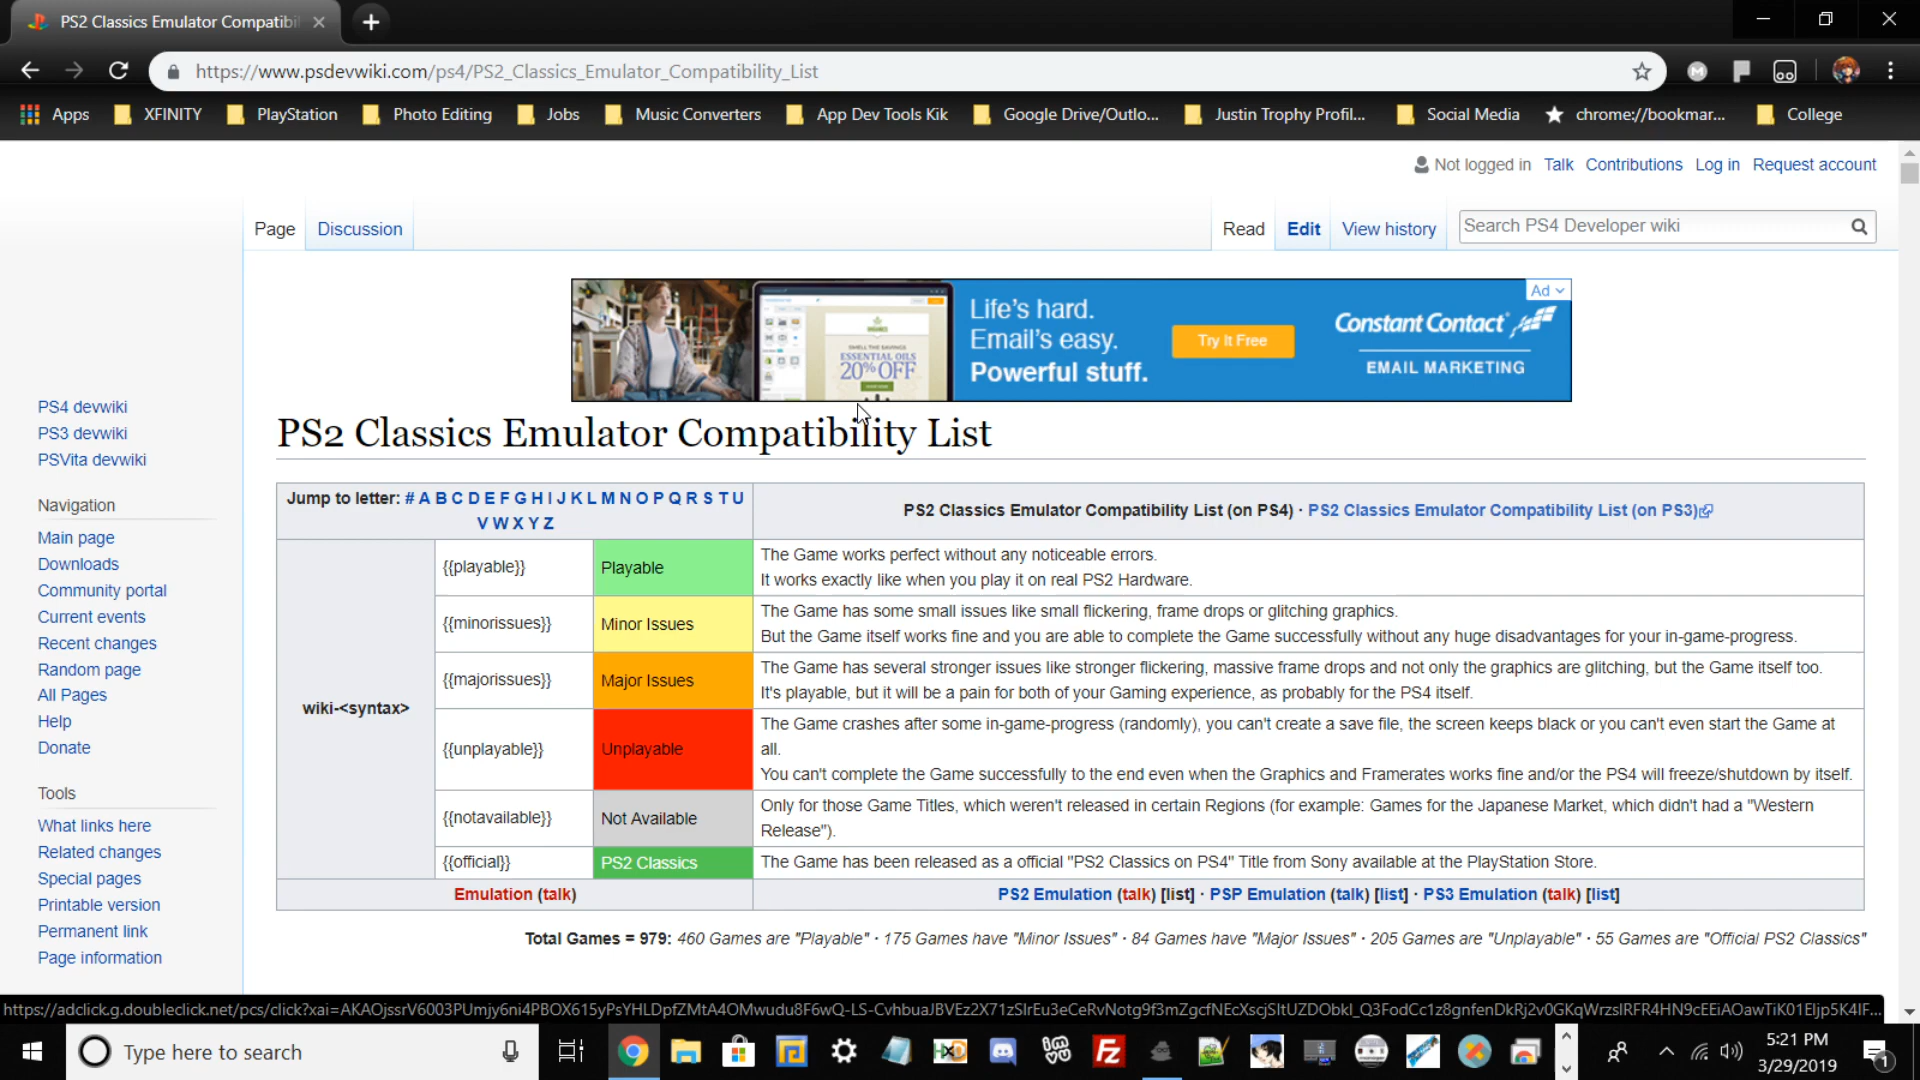 PS2 Classics Emulator Compatibil
https://www.psdevwiki.com/ps4/PS2_Classics_Emulator_Compatibility_List
Apps XFINITY PlayStation Photo Editing Jobs Music Converters App Dev Tools Kik Google Drive/Outlo... Justin Trophy Profil... Social Media chrome://bookmar... College
Not logged in Talk Contributions Log in Request account
Page Discussion Read Edit View history Search PS4 Developer wiki
Ad
Life's hard.
Email's easy.
Powerful stuff.
Try It Free
Constant Contact
EMAIL MARKETING
ORGANICS
SMELL THE SAVINGS
ESSENTIAL OILS
20% OFF
PS2 Classics Emulator Compatibility List
PS4 devwiki
PS3 devwiki
PSVita devwiki
Navigation
Main page
Downloads
Community portal
Current events
Recent changes
Random page
All Pages
Help
Donate
Tools
What links here
Related changes
Special pages
Printable version
Permanent link
Page information
Jump to letter: # A B C D E F G H I J K L M N O P Q R S T U
V W X Y Z
PS2 Classics Emulator Compatibility List (on PS4) · PS2 Classics Emulator Compatibility List (on PS3)
wiki-<syntax>
{{playable}} Playable
The Game works perfect without any noticeable errors.
It works exactly like when you play it on real PS2 Hardware.
{{minorissues}} Minor Issues
The Game has some small issues like small flickering, frame drops or glitching graphics.
But the Game itself works fine and you are able to complete the Game successfully without any huge disadvantages for your in-game-progress.
{{majorissues}} Major Issues
The Game has several stronger issues like stronger flickering, massive frame drops and not only the graphics are glitching, but the Game itself too.
It's playable, but it will be a pain for both of your Gaming experience, as probably for the PS4 itself.
{{unplayable}} Unplayable
The Game crashes after some in-game-progress (randomly), you can't create a save file, the screen keeps black or you can't even start the Game at
all.
You can't complete the Game successfully to the end even when the Graphics and Framerates works fine and/or the PS4 will freeze/shutdown by itself.
{{notavailable}} Not Available
Only for those Game Titles, which weren't released in certain Regions (for example: Games for the Japanese Market, which didn't had a "Western
Release").
{{official}} PS2 Classics
The Game has been released as a official "PS2 Classics on PS4" Title from Sony available at the PlayStation Store.
Emulation (talk)
PS2 Emulation (talk) [list] · PSP Emulation (talk) [list] · PS3 Emulation (talk) [list]
Total Games = 979: 460 Games are "Playable" · 175 Games have "Minor Issues" · 84 Games have "Major Issues" · 205 Games are "Unplayable" · 55 Games are "Official PS2 Classics"
Type here to search
5:21 PM
3/29/2019
1